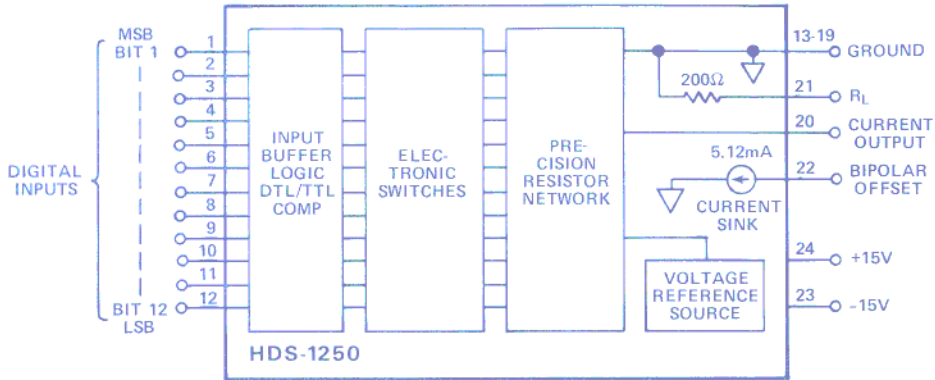 MSB
BIT 1
1
2
3
4
5
6
7
8
9
10
11
12
DIGITAL
INPUTS
BIT 12
LSB
INPUT
BUFFER
LOGIC
DTL/TTL
COMP
ELEC-
TRONIC
SWITCHES
PRE-
CISION
RESISTOR
NETWORK
13-19
GROUND
200Ω
21
RL
20
CURRENT
OUTPUT
5.12mA
22
BIPOLAR
OFFSET
CURRENT
SINK
24
+15V
VOLTAGE
REFERENCE
SOURCE
23
-15V
HDS-1250